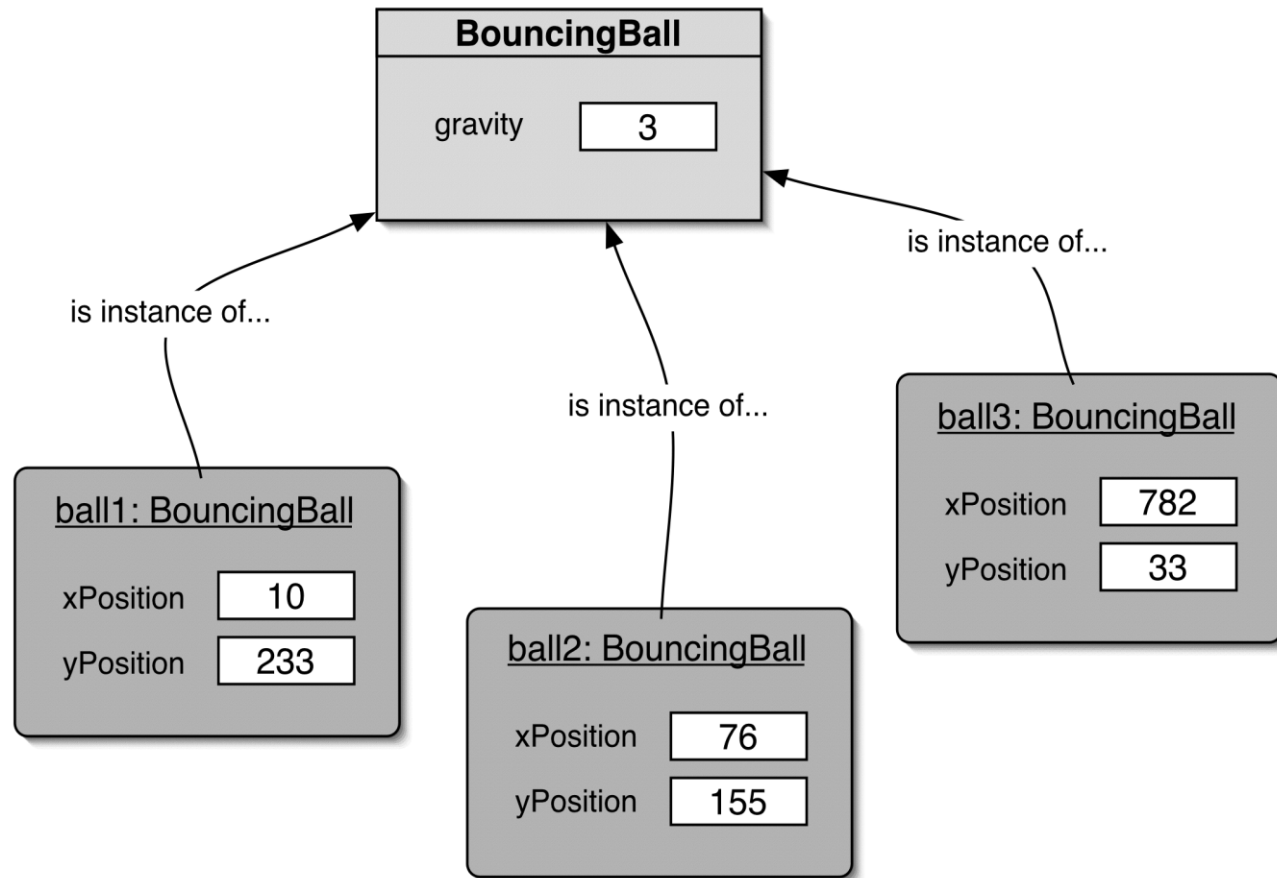 BouncingBall
gravity 3
is instance of...
is instance of...
is instance of...
ball1: BouncingBall
xPosition 10
yPosition 233
ball2: BouncingBall
xPosition 76
yPosition 155
ball3: BouncingBall
xPosition 782
yPosition 33